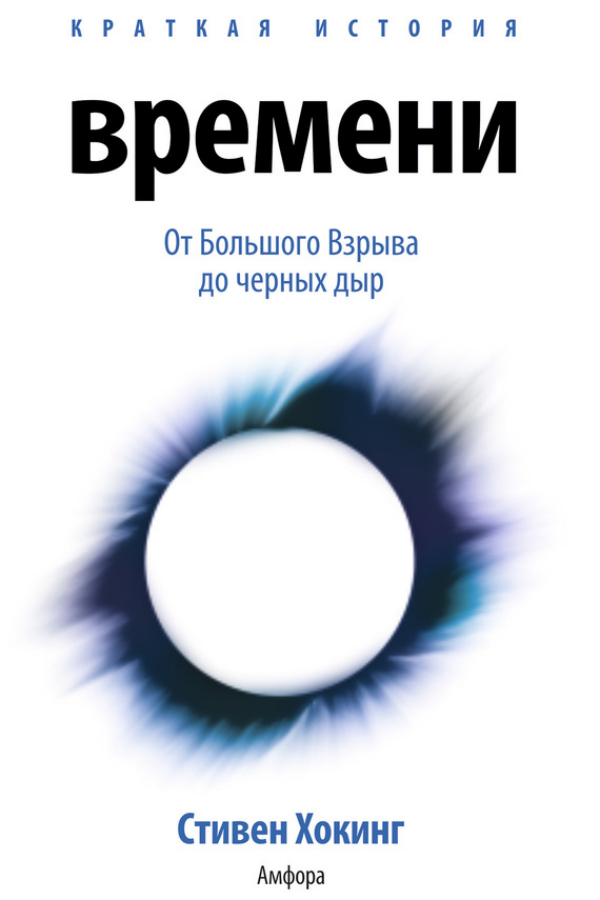 КРАТКАЯ ИСТОРИЯ
времени
От Большого Взрыва
до черных дыр
Стивен Хокинг
Амфора